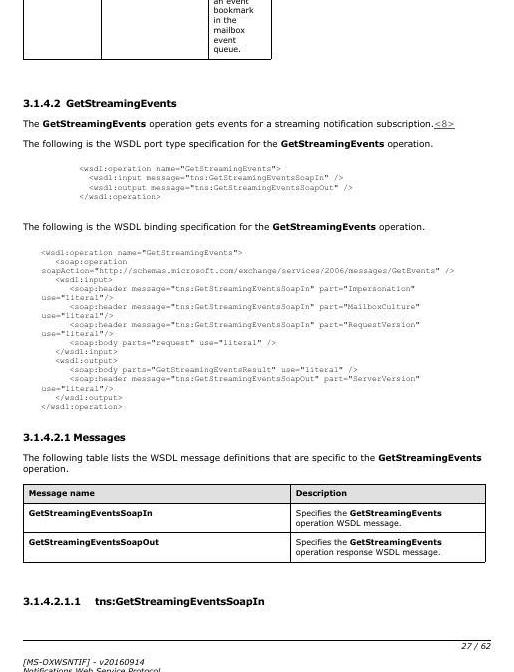 an event
bookmark
in the
mailbox
event
queue.
3.1.4.2 GetStreamingEvents
The GetStreamingEvents operation gets events for a streaming notification subscription.<8>
The following is the WSDL port type specification for the GetStreamingEvents operation.
<wsdl:operation name="GetStreamingEvents">
<wsdl:input message="tns:GetStreamingEventsSoapIn" />
<wsdl:output message="tns:GetStreamingEventsSoapOut" />
</wsdl:operation>
The following is the WSDL binding specification for the GetStreamingEvents operation.
<wsdl:operation name="GetStreamingEvents">
<soap:operation
soapAction="http://schemas.microsoft.com/exchange/services/2006/messages/GetEvents" />
<wsdl:input>
<soap:header message="tns:GetStreamingEventsSoapIn" part="Impersonation"
use="literal"/>
<soap:header message="tns:GetStreamingEventsSoapIn" part="MailboxCulture"
use="literal"/>
<soap:header message="tns:GetStreamingEventsSoapIn" part="RequestVersion"
use="literal"/>
<soap:body parts="request" use="literal" />
</wsdl:input>
<wsdl:output>
<soap:body parts="GetStreamingEventsResult" use="literal" />
<soap:header message="tns:GetStreamingEventsSoapOut" part="ServerVersion"
use="literal"/>
</wsdl:output>
</wsdl:operation>
3.1.4.2.1 Messages
The following table lists the WSDL message definitions that are specific to the GetStreamingEvents
operation.
Message name Description
GetStreamingEventsSoapIn Specifies the GetStreamingEvents
operation WSDL message.
GetStreamingEventsSoapOut Specifies the GetStreamingEvents
operation response WSDL message.
3.1.4.2.1.1 tns:GetStreamingEventsSoapIn
27 / 62
[MS-OXWSNTIF] - v20160914
Notifications Web Service Protocol